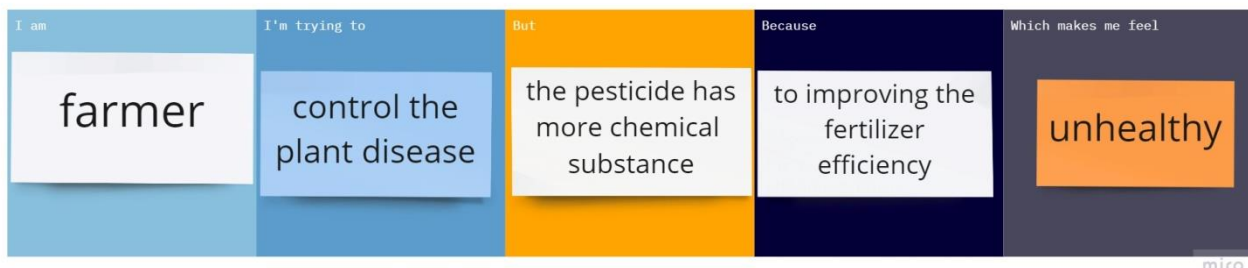 I am
farmer
I'm trying to
control the
plant disease
But
the pesticide has
more chemical
substance
Because
to improving the
fertilizer
efficiency
Which makes me feel
unhealthy
miro